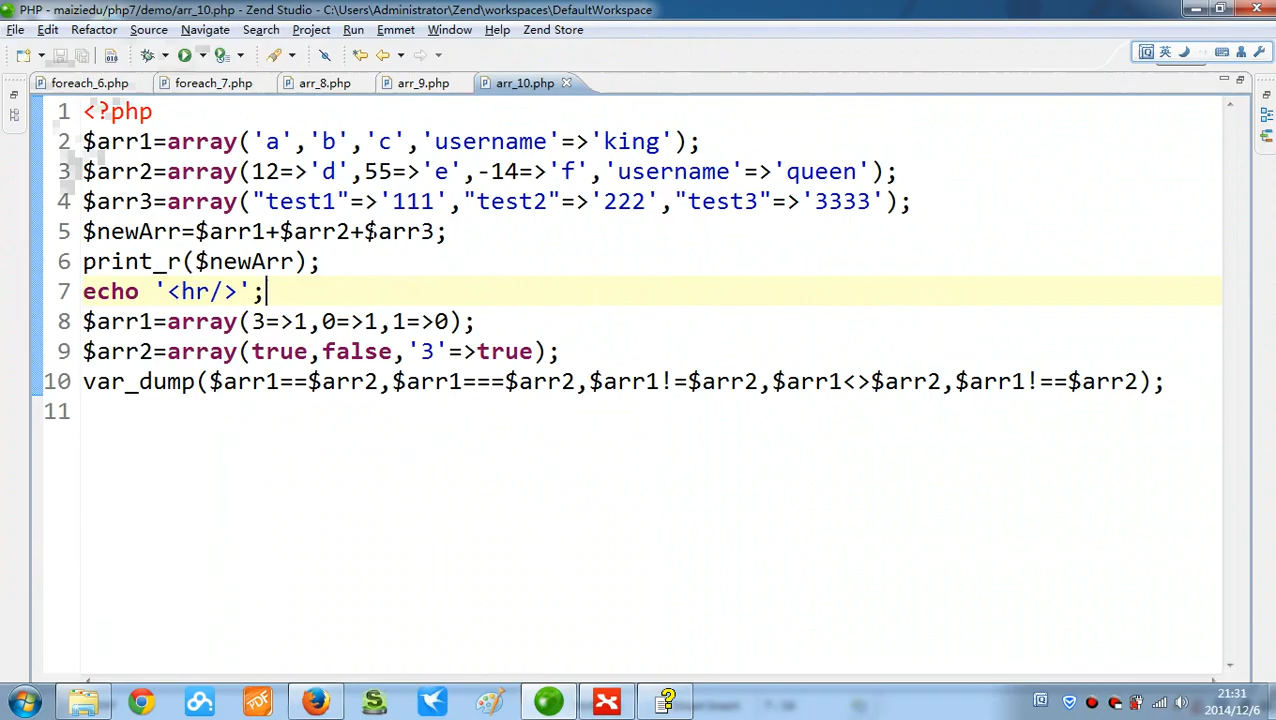 PHP - maiziedu/php7/demo/arr_10.php - Zend Studio - C:\Users\Administrator\Zend\workspaces\DefaultWorkspace
File Edit Refactor Source Navigate Search Project Run Emmet Window Help Zend Store
英
foreach_6.php foreach_7.php arr_8.php arr_9.php arr_10.php
1 <?php
2 $arr1=array('a','b','c','username'=>'king');
3 $arr2=array(12=>'d',55=>'e',-14=>'f','username'=>'queen');
4 $arr3=array("test1"=>'111',"test2"=>'222',"test3"=>'3333');
5 $newArr=$arr1+$arr2+$arr3;
6 print_r($newArr);
7 echo '<hr/>';
8 $arr1=array(3=>1,0=>1,1=>0);
9 $arr2=array(true,false,'3'=>true);
10 var_dump($arr1==$arr2,$arr1===$arr2,$arr1!=$arr2,$arr1<>$arr2,$arr1!==$arr2);
11
PDF
21:31
2014/12/6